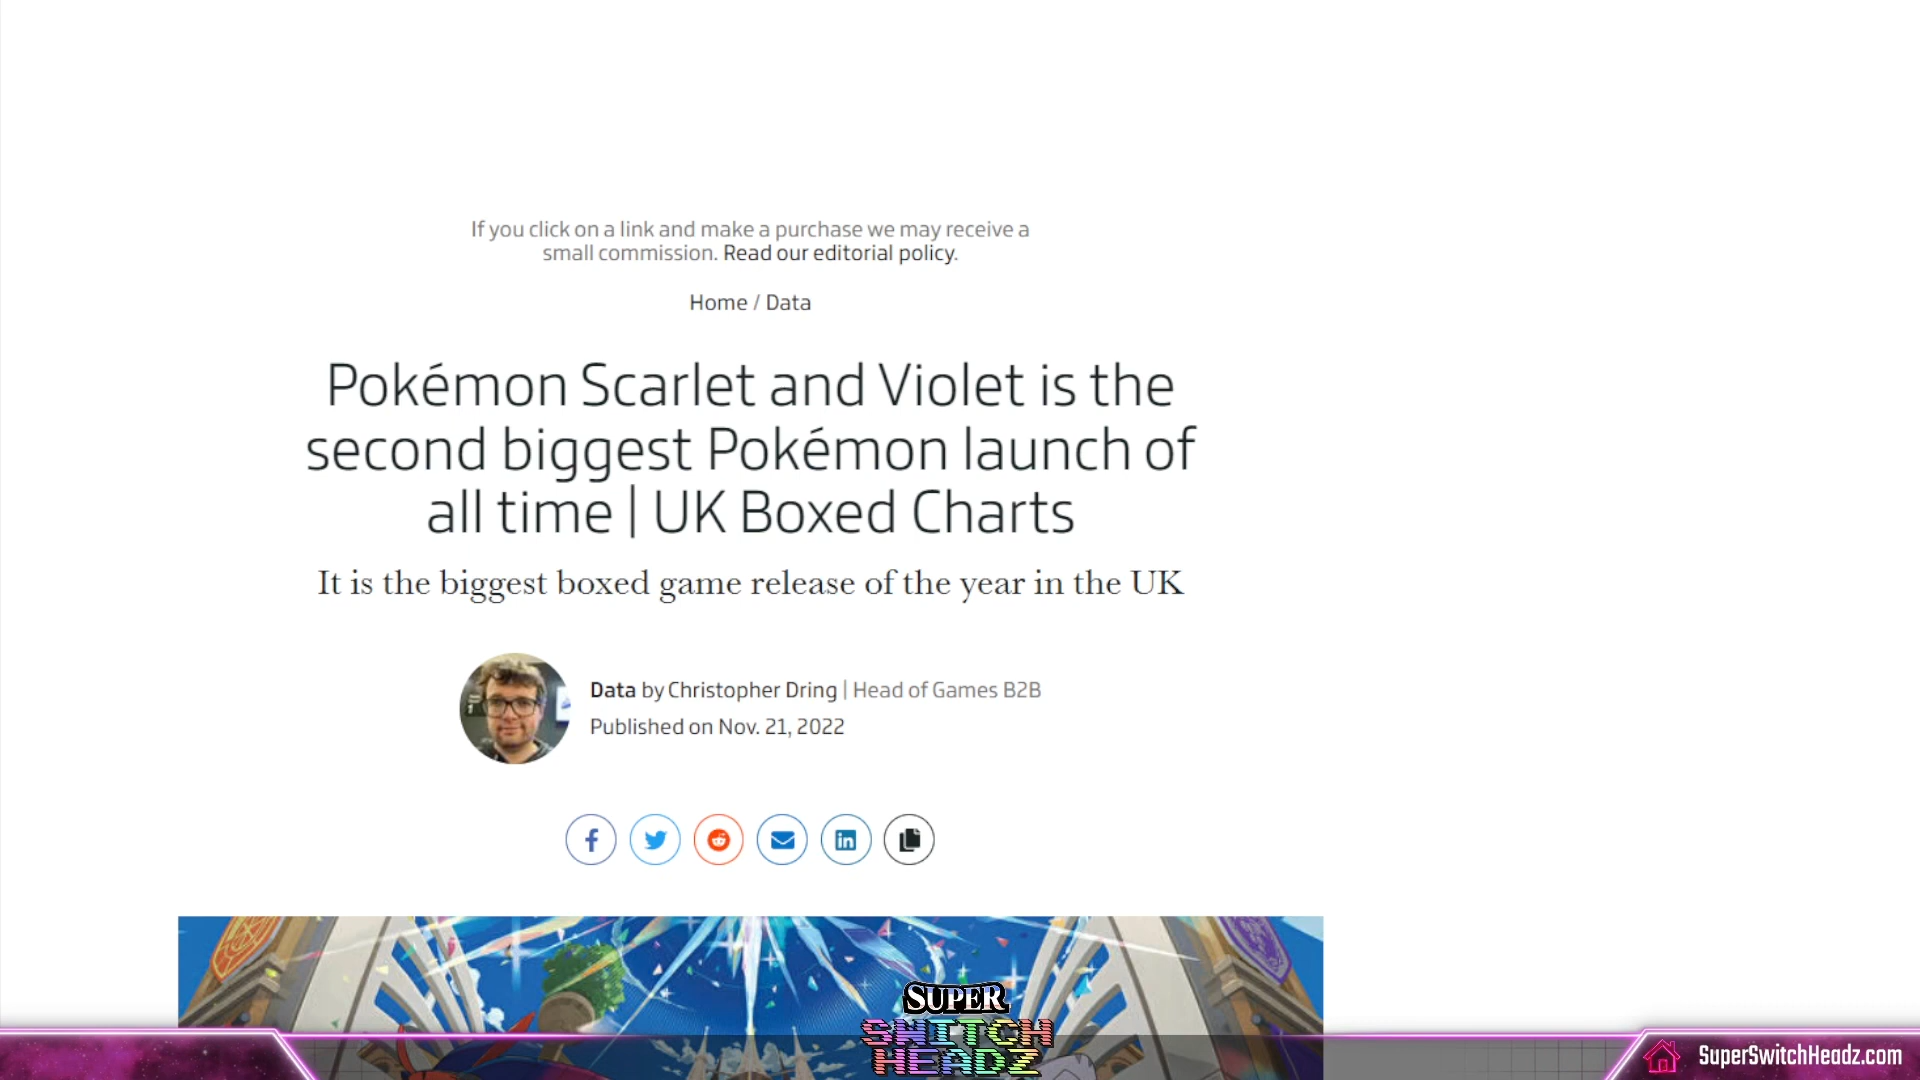 If you click on a link and make a purchase we may receive a
small commission. Read our editorial policy.
Home / Data
Pokémon Scarlet and Violet is the
second biggest Pokémon launch of
all time | UK Boxed Charts
It is the biggest boxed game release of the year in the UK
Data by Christopher Dring | Head of Games B2B
Published on Nov. 21, 2022
SUPER
SWITCH
HEADZ
SuperSwitchHeadz.com